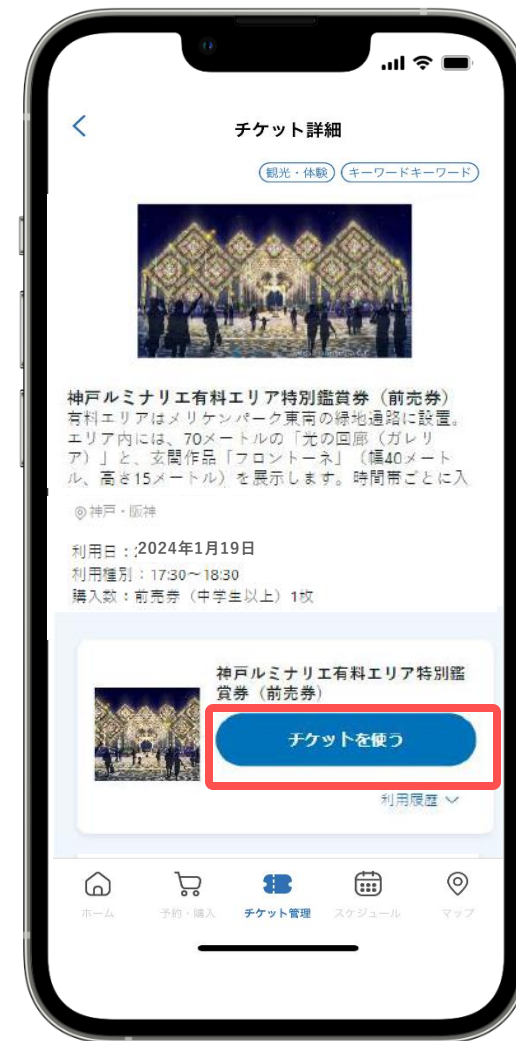 チケット詳細
観光・体験 キーワードキーワード
神戸ルミナリエ有料エリア特別鑑賞券（前売券）
有料エリアはメリケンパーク東南の緑地通路に設置。
エリア内には、70メートルの「光の回廊（ガレリ
ア）」と、玄関作品「フロントーネ」（幅40メート
ル、高さ15メートル）を展示します。時間帯ごとに入
神戸・阪神
利用日：2024年1月19日
利用種別：17:30～18:30
購入数：前売券（中学生以上）1枚
神戸ルミナリエ有料エリア特別鑑
賞券（前売券）
チケットを使う
利用履歴
ホーム 予約・購入 チケット管理 スケジュール マップ